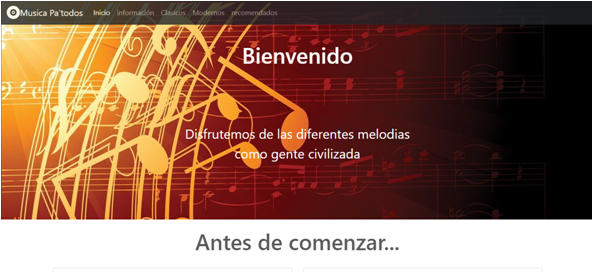 Musica Pa'todos Inicio información Clasicos Modernos recomendados
Bienvenido
Disfrutemos de las diferentes melodias
como gente civilizada
Antes de comenzar...